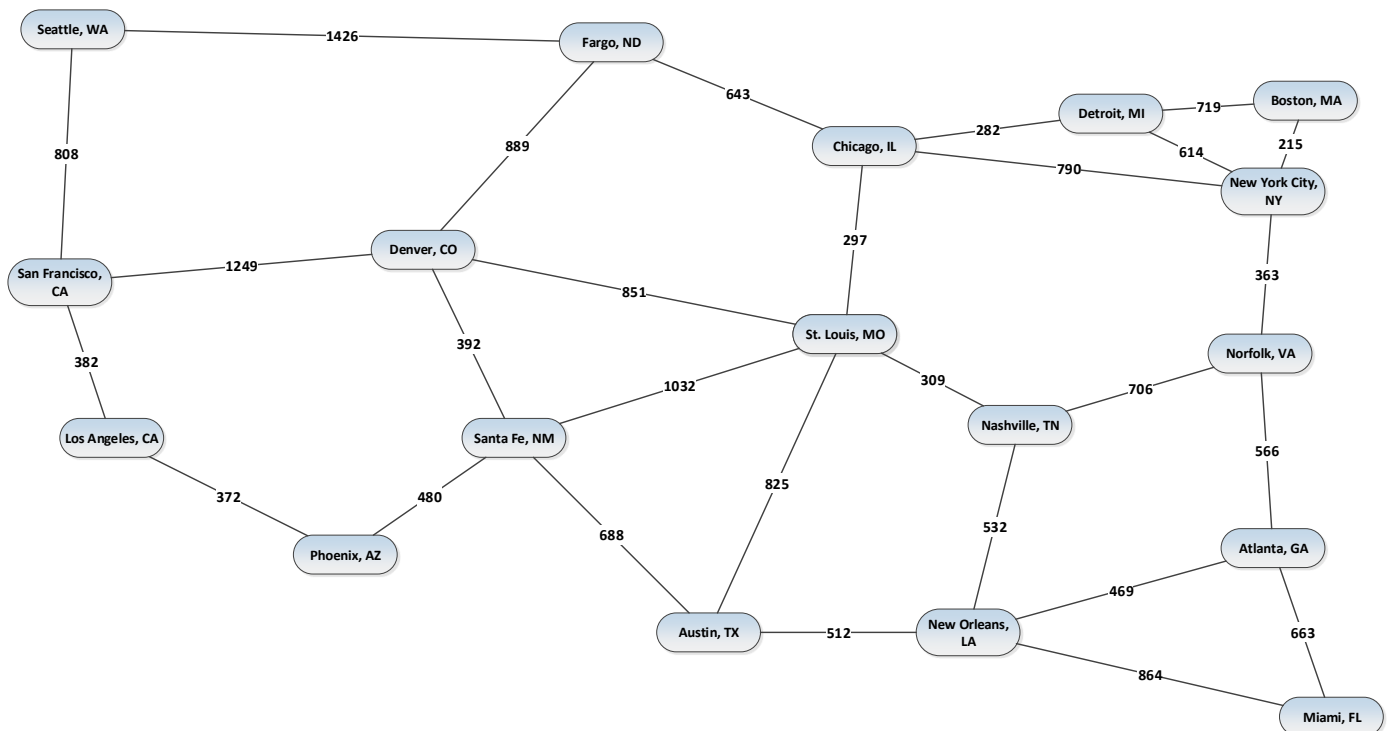 Seattle, WA
1426
Fargo, ND
643
Boston, MA
Detroit, MI
719
282
Chicago, IL
614
215
790
New York City,
NY
889
808
297
363
Denver, CO
San Francisco,
CA
1249
851
St. Louis, MO
392
382
309
Norfolk, VA
706
1032
Nashville, TN
Los Angeles, CA
Santa Fe, NM
566
372
480
825
688
532
Phoenix, AZ
Atlanta, GA
469
Austin, TX
512
New Orleans,
LA
663
864
Miami, FL